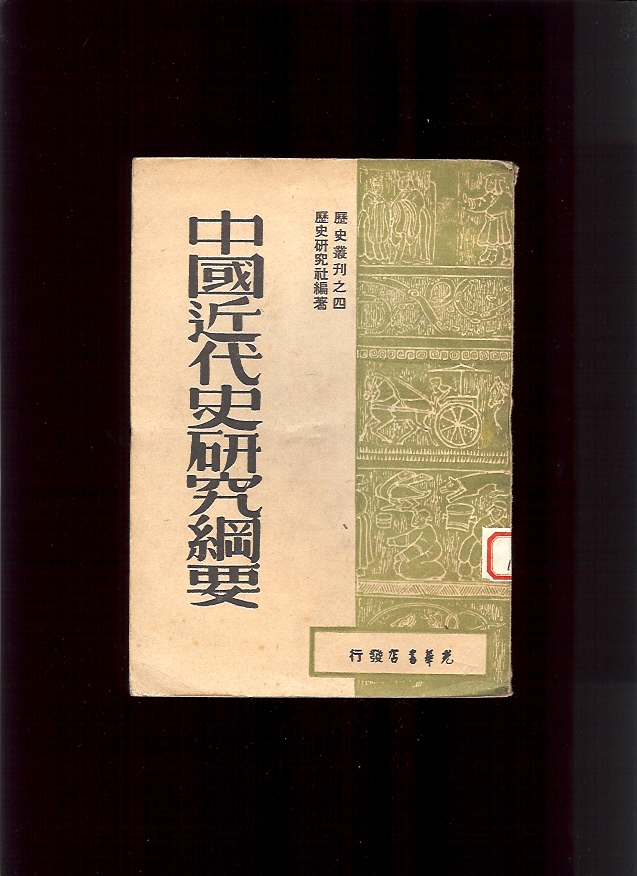 歷史叢刊之四
歷史研究社編著
中國近代史研究綱要
光華書店發行